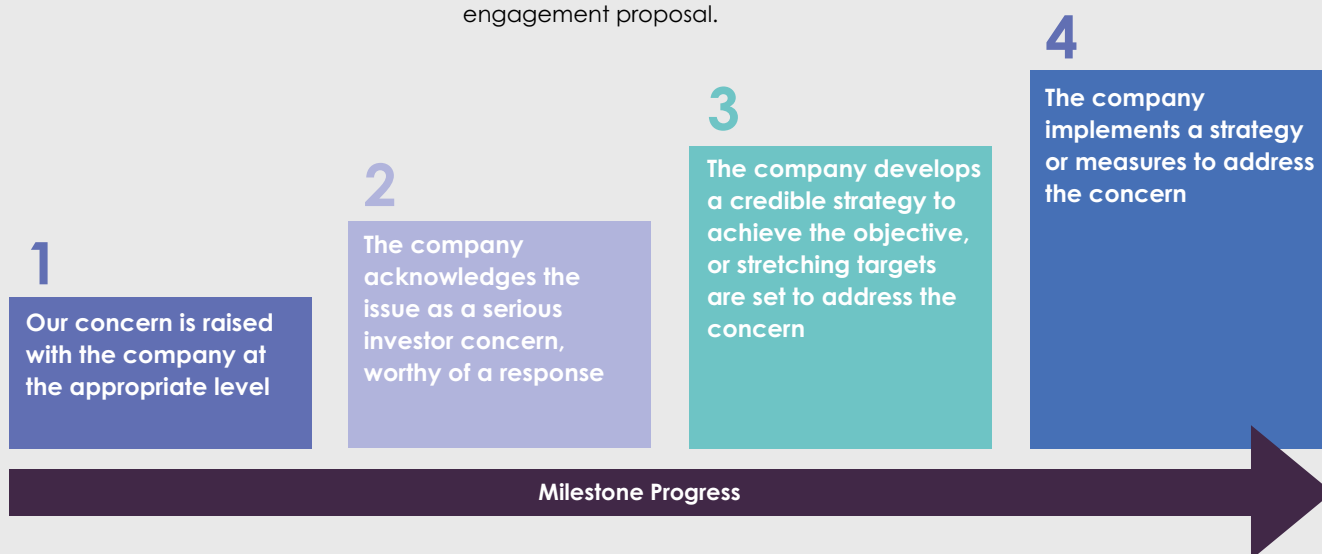 engagement proposal.
1
Our concern is raised
with the company at
the appropriate level
2
The company
acknowledges the
issue as a serious
investor concern,
worthy of a response
3
The company develops
a credible strategy to
achieve the objective,
or stretching targets
are set to address the
concern
4
The company
implements a strategy
or measures to address
the concern
Milestone Progress